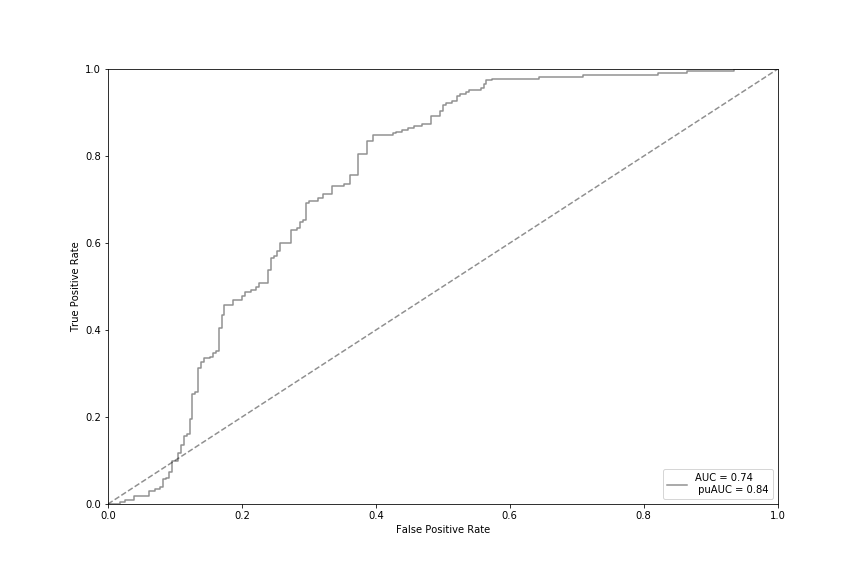 1.0
0.8
0.6
0.4
0.2
0.0
True Positive Rate
0.0 0.2 0.4 0.6 0.8 1.0
False Positive Rate
AUC = 0.74
puAUC = 0.84